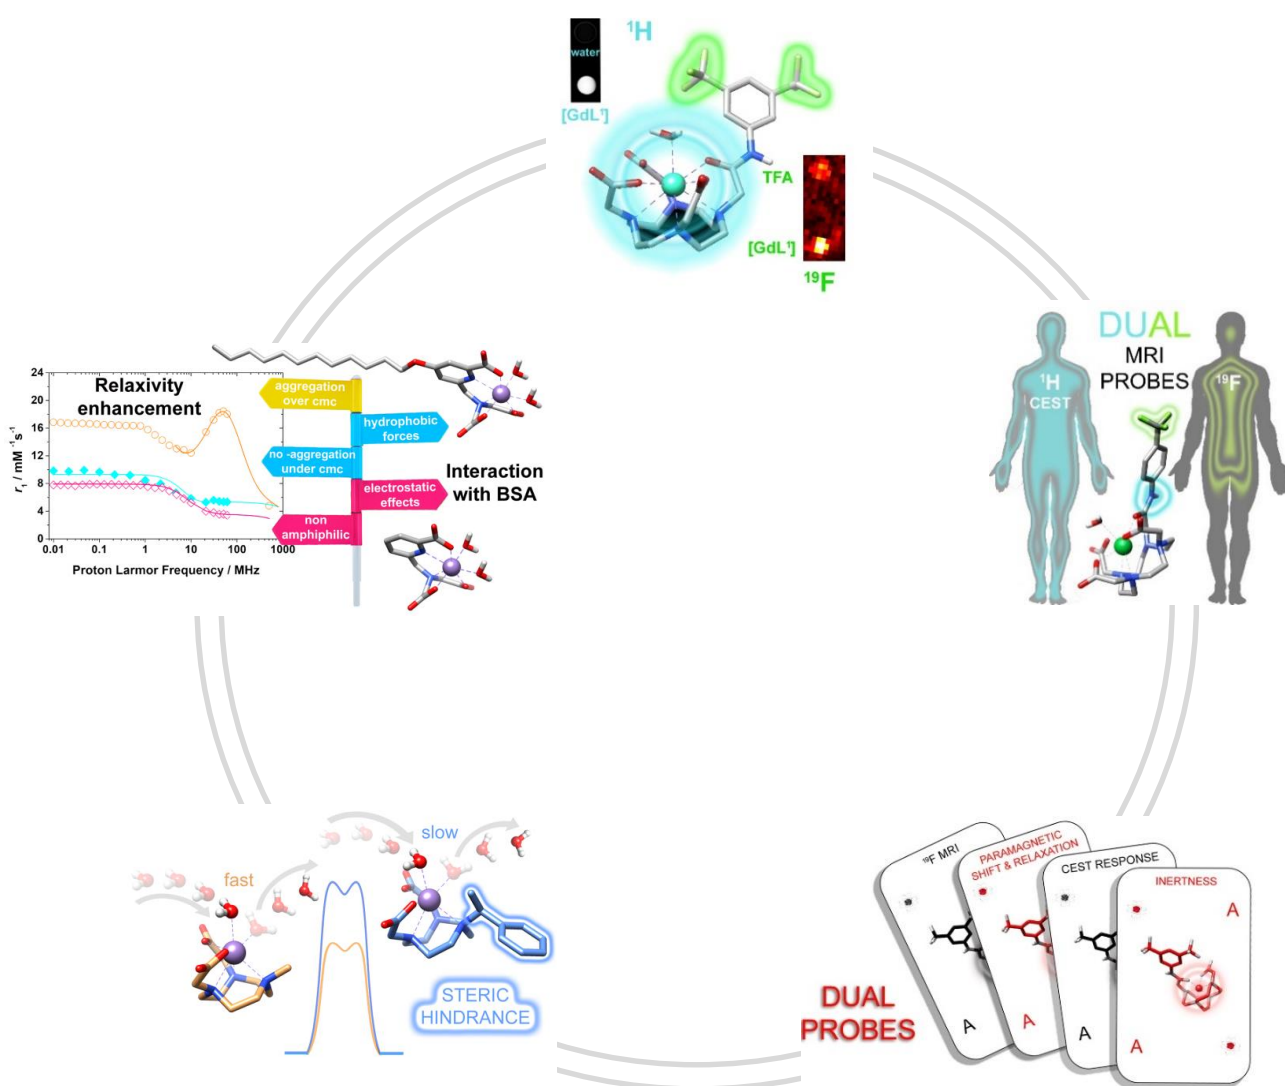 ¹H
water
[GdL¹]
TFA
[GdL¹]
¹⁹F
DUAL
MRI
PROBES
¹H
CEST
¹⁹F
Relaxivity
enhancement
24
20
16
12
8
4
0
r₁ / mM⁻¹s⁻¹
0.01
0.1
1
10
100
1000
Proton Larmor Frequency / MHz
aggregation
over cmc
hydrophobic
forces
no -aggregation
under cmc
electrostatic
effects
non
amphiphilic
Interaction
with BSA
fast
slow
STERIC
HINDRANCE
DUAL
PROBES
¹⁹F MRI
A
PARAMAGNETIC
SHIFT & RELAXATION
A
CEST RESPONSE
A
INERTNESS
A
A